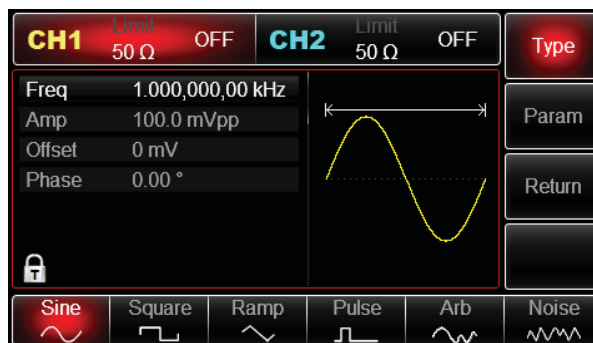 CH1 Limit 50 Ω OFF CH2 Limit 50 Ω OFF
Type
Freq 1.000,000,00 kHz
Amp 100.0 mVpp
Offset 0 mV
Phase 0.00 °
Param
Return
T
Sine Square Ramp Pulse Arb Noise